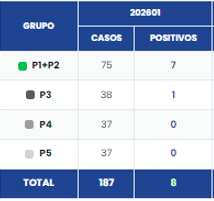 GRUPO 202601
CASOS POSITIVOS
P1+P2 75 7
P3 38 1
P4 37 0
P5 37 0
TOTAL 187 8